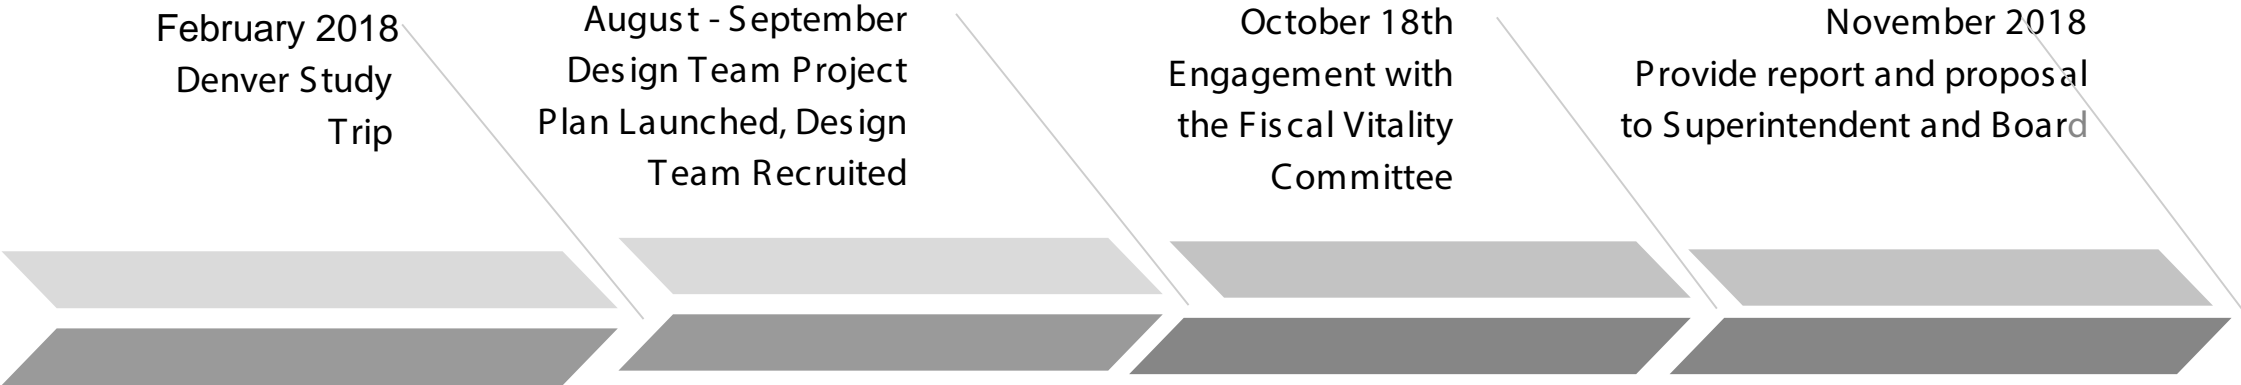 February 2018
Denver Study
Trip
August - September
Design Team Project
Plan Launched, Design
Team Recruited
October 18th
Engagement with
the Fiscal Vitality
Committee
November 2018
Provide report and proposal
to Superintendent and Board